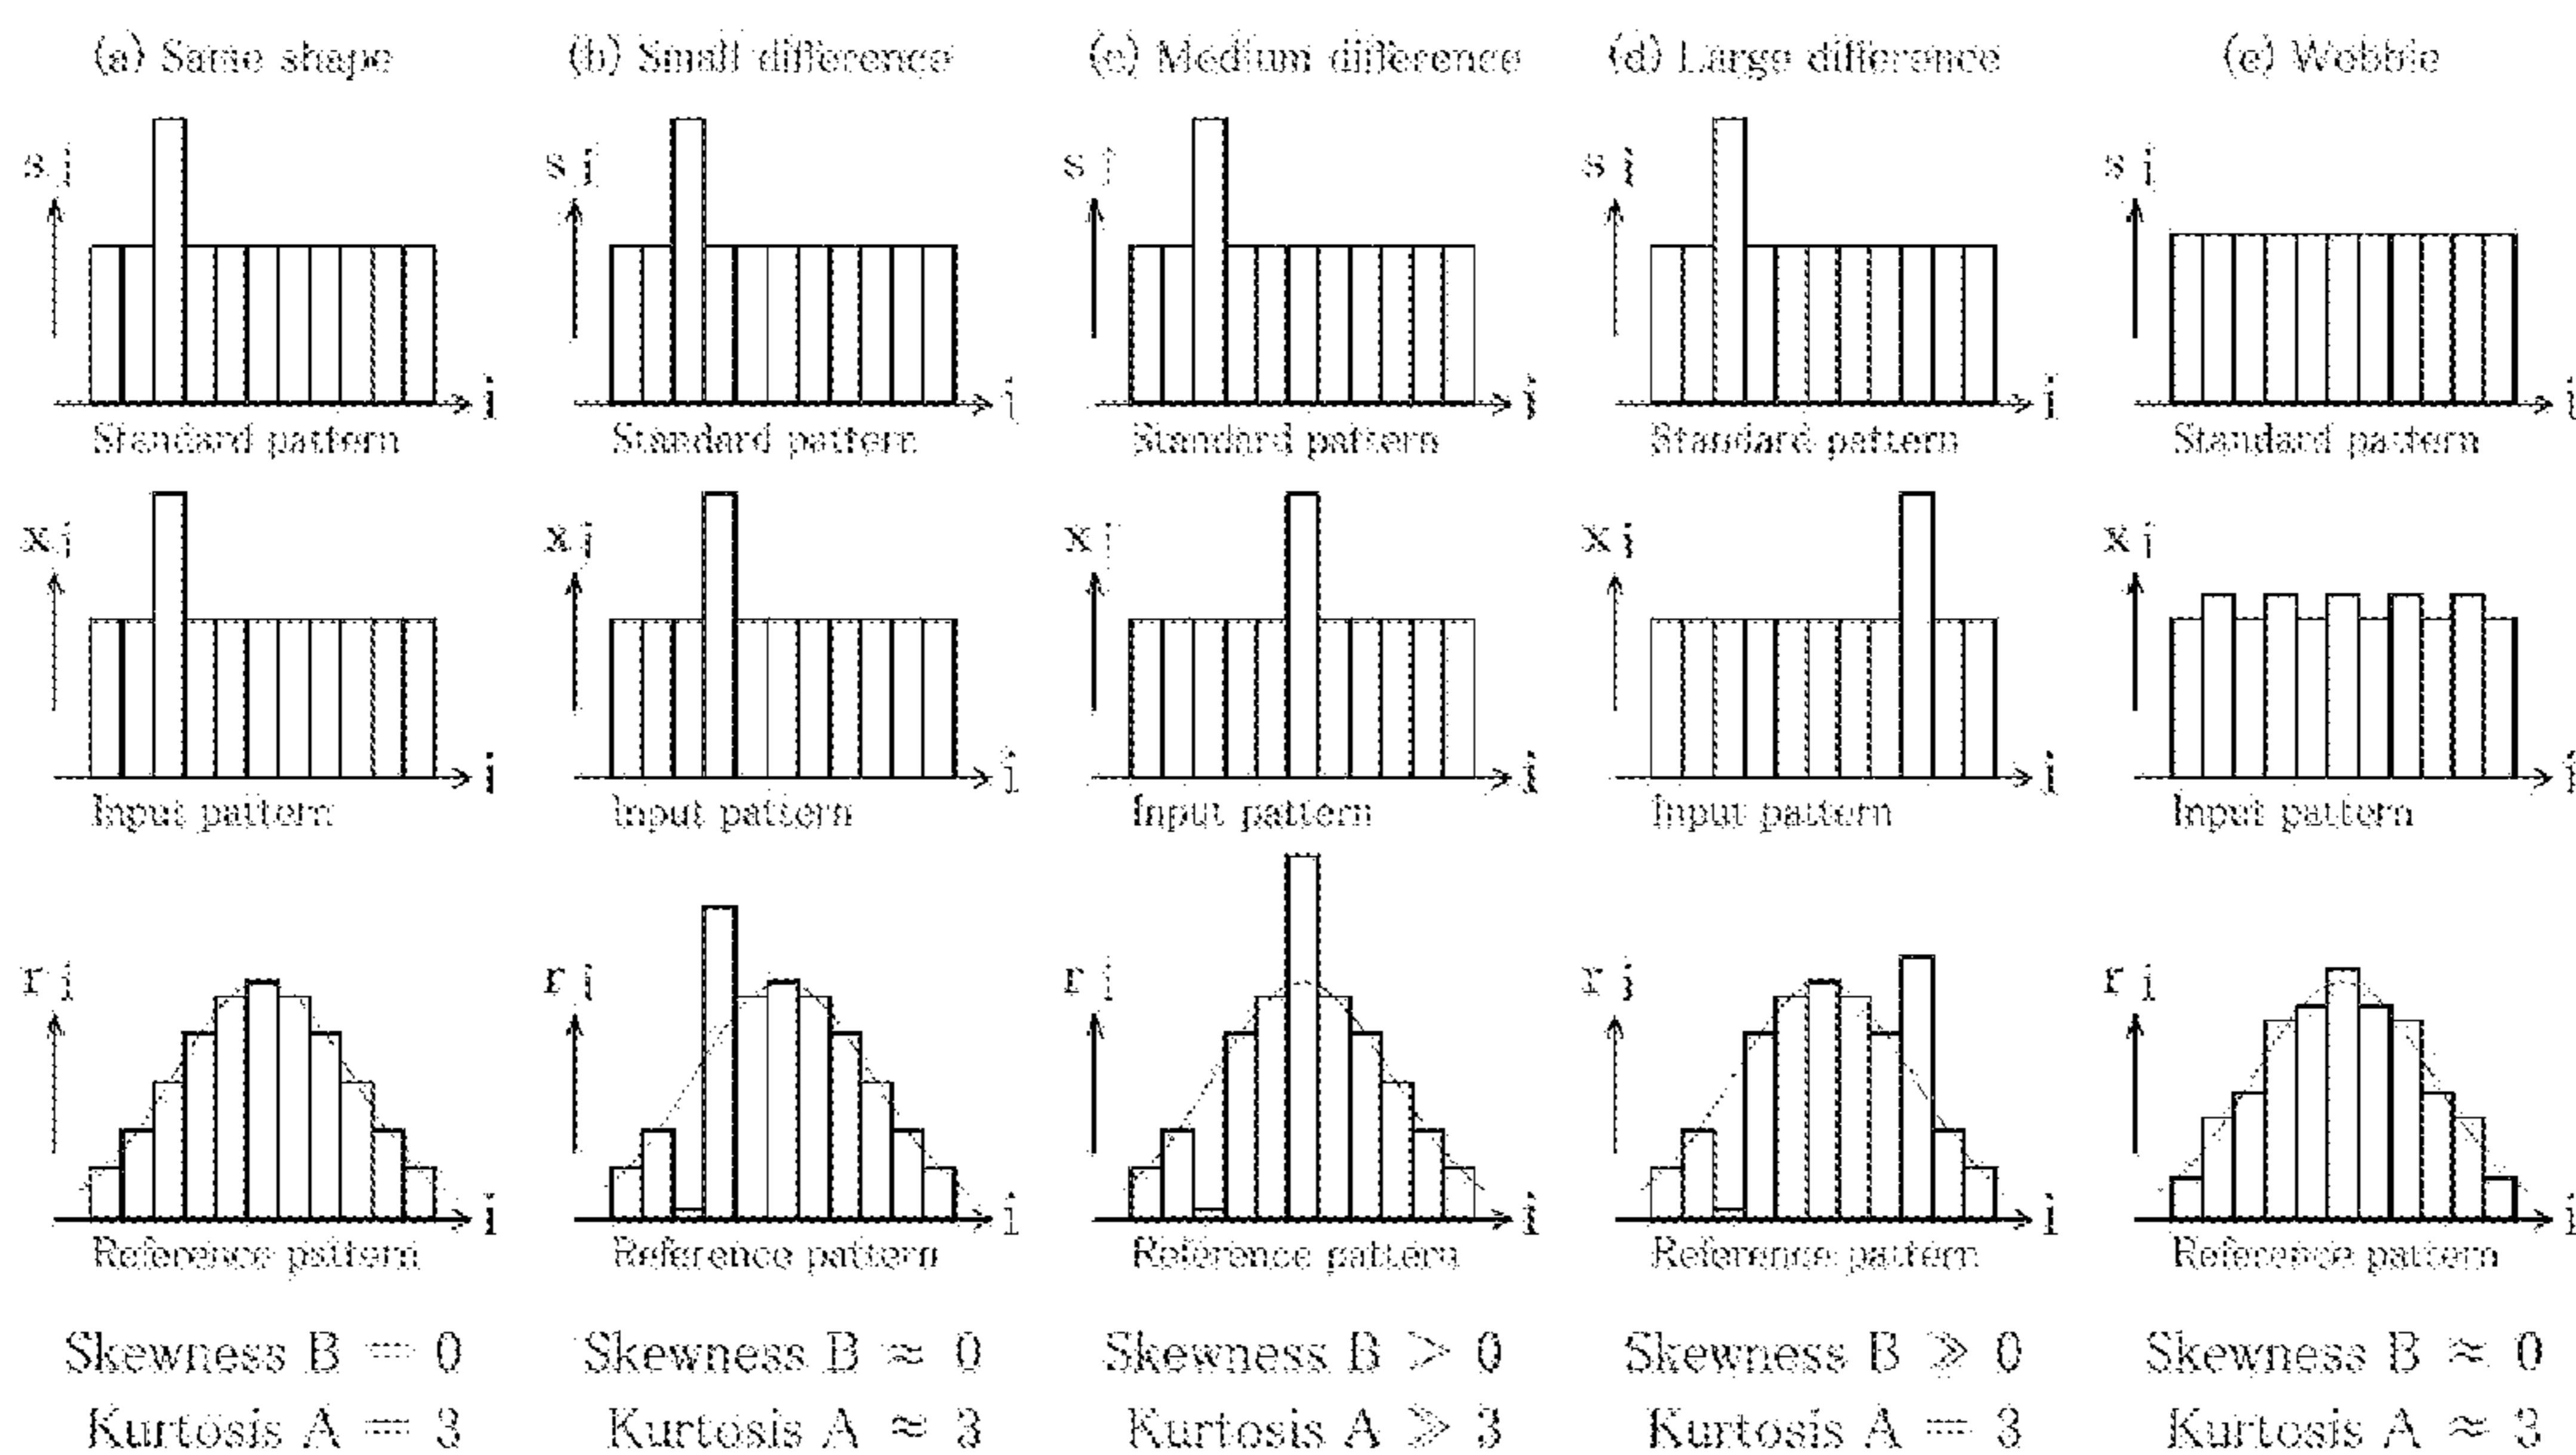 (a) Same shape
(b) Small difference
(c) Medium difference
(d) Large difference
(e) Wobble
s i
s i
s i
s i
s i
i
i
i
i
i
Standard pattern
Standard pattern
Standard pattern
Standard pattern
Standard pattern
x i
x i
x i
x i
x i
i
i
i
i
i
Input pattern
Input pattern
Input pattern
Input pattern
Input pattern
r i
r i
r i
r i
r i
i
i
i
i
i
Reference pattern
Reference pattern
Reference pattern
Reference pattern
Reference pattern
Skewness B = 0
Skewness B ≈ 0
Skewness B > 0
Skewness B ≫ 0
Skewness B ≈ 0
Kurtosis A = 3
Kurtosis A ≈ 3
Kurtosis A ≫ 3
Kurtosis A = 3
Kurtosis A ≈ 3